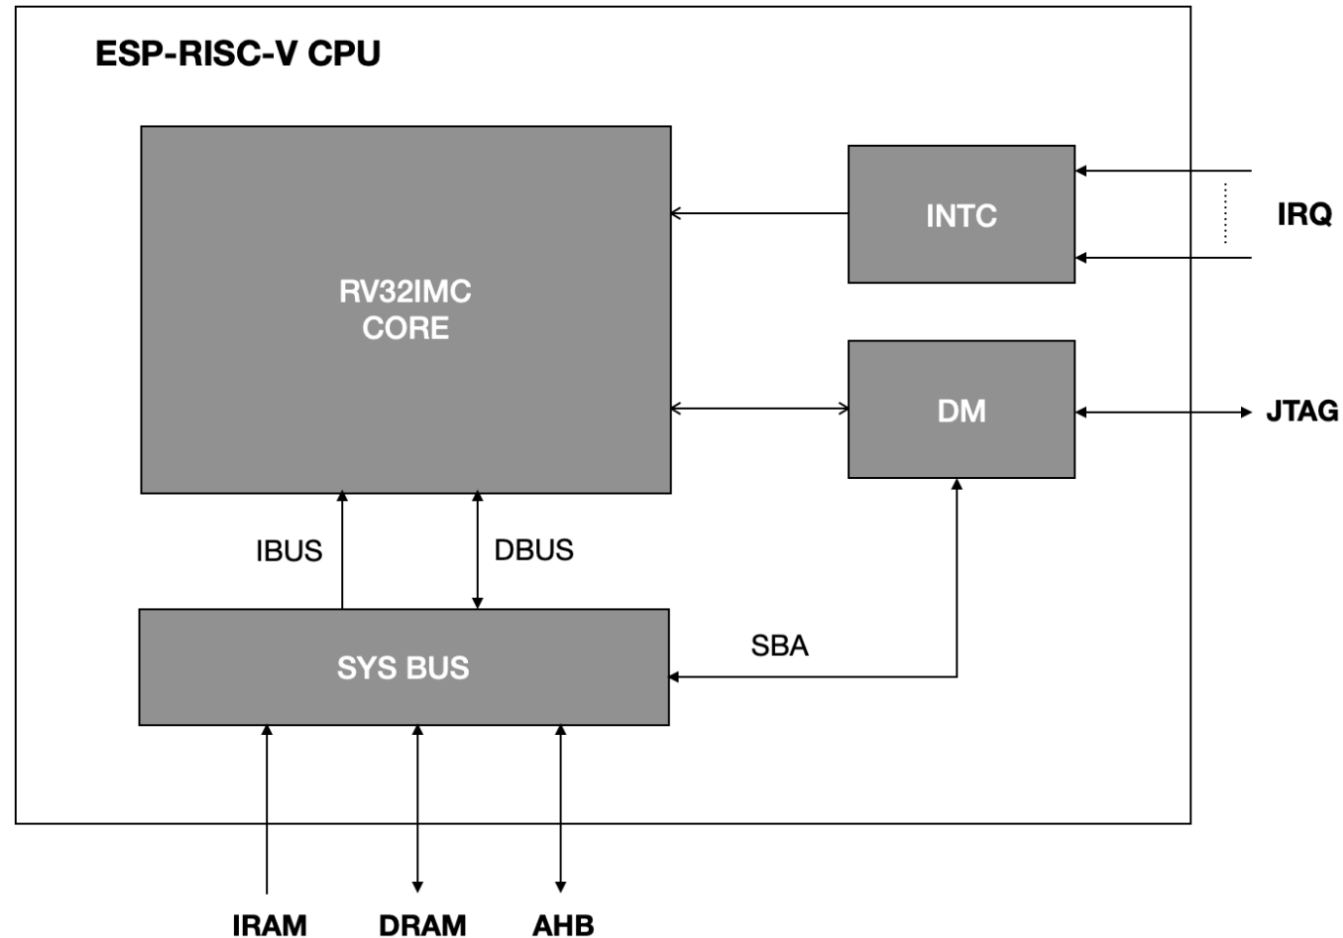 ESP-RISC-V CPU
RV32IMC
CORE
INTC
IRQ
DM
JTAG
IBUS
DBUS
SYS BUS
SBA
IRAM
DRAM
AHB